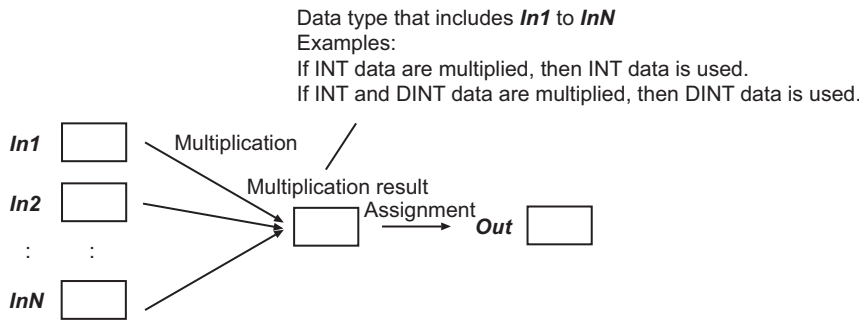 Data type that includes In1 to InN
Examples:
If INT data are multiplied, then INT data is used.
If INT and DINT data are multiplied, then DINT data is used.
In1
Multiplication
In2
Multiplication result
Assignment
Out
: :
InN